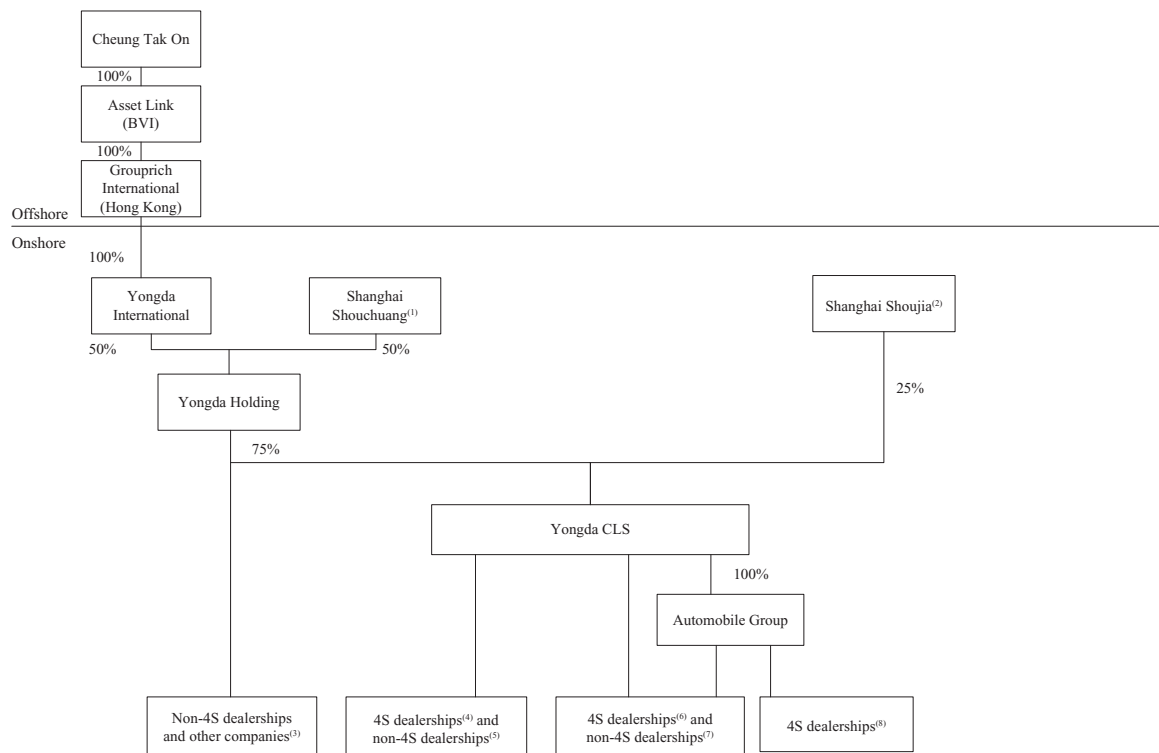 Cheung Tak On
100%
Asset Link
(BVI)
100%
Grouprich
International
(Hong Kong)
Offshore
Onshore
100%
Yongda
International
Shanghai
Shouchuang(1)
Shanghai Shoujia(2)
50%
50%
Yongda Holding
25%
75%
Yongda CLS
100%
Automobile Group
Non-4S dealerships
and other companies(3)
4S dealerships(4) and
non-4S dealerships(5)
4S dealerships(6) and
non-4S dealerships(7)
4S dealerships(8)